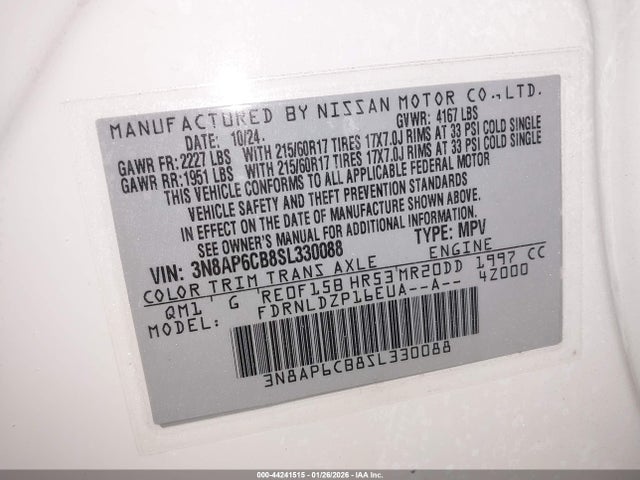 MANUFACTURED BY NISSAN MOTOR CO.,LTD.
DATE: 10/24 GVWR: 4167 LBS
GAWR FR: 2227 LBS WITH 215/60R17 TIRES 17X7.0J RIMS AT 33 PSI COLD SINGLE
GAWR RR: 1951 LBS WITH 215/60R17 TIRES 17X7.0J RIMS AT 33 PSI COLD SINGLE
THIS VEHICLE CONFORMS TO ALL APPLICABLE FEDERAL MOTOR
VEHICLE SAFETY AND THEFT PREVENTION STANDARDS
IN EFFECT ON THE DATE OF MANUFACTURE SHOWN ABOVE.
SEE OWNER'S MANUAL FOR ADDITIONAL INFORMATION.
VIN: 3N8AP6CB8SL330088 TYPE: MPV
COLOR TRIM TRANS AXLE ENGINE
QM1 G RE0F15B HR53 MR20DD 1997 CC
MODEL: FDRNLDZP16EUA--A-- 4Z000
3N8AP6CB8SL330088
000-44241515 | 01/26/2026 - IAA Inc.